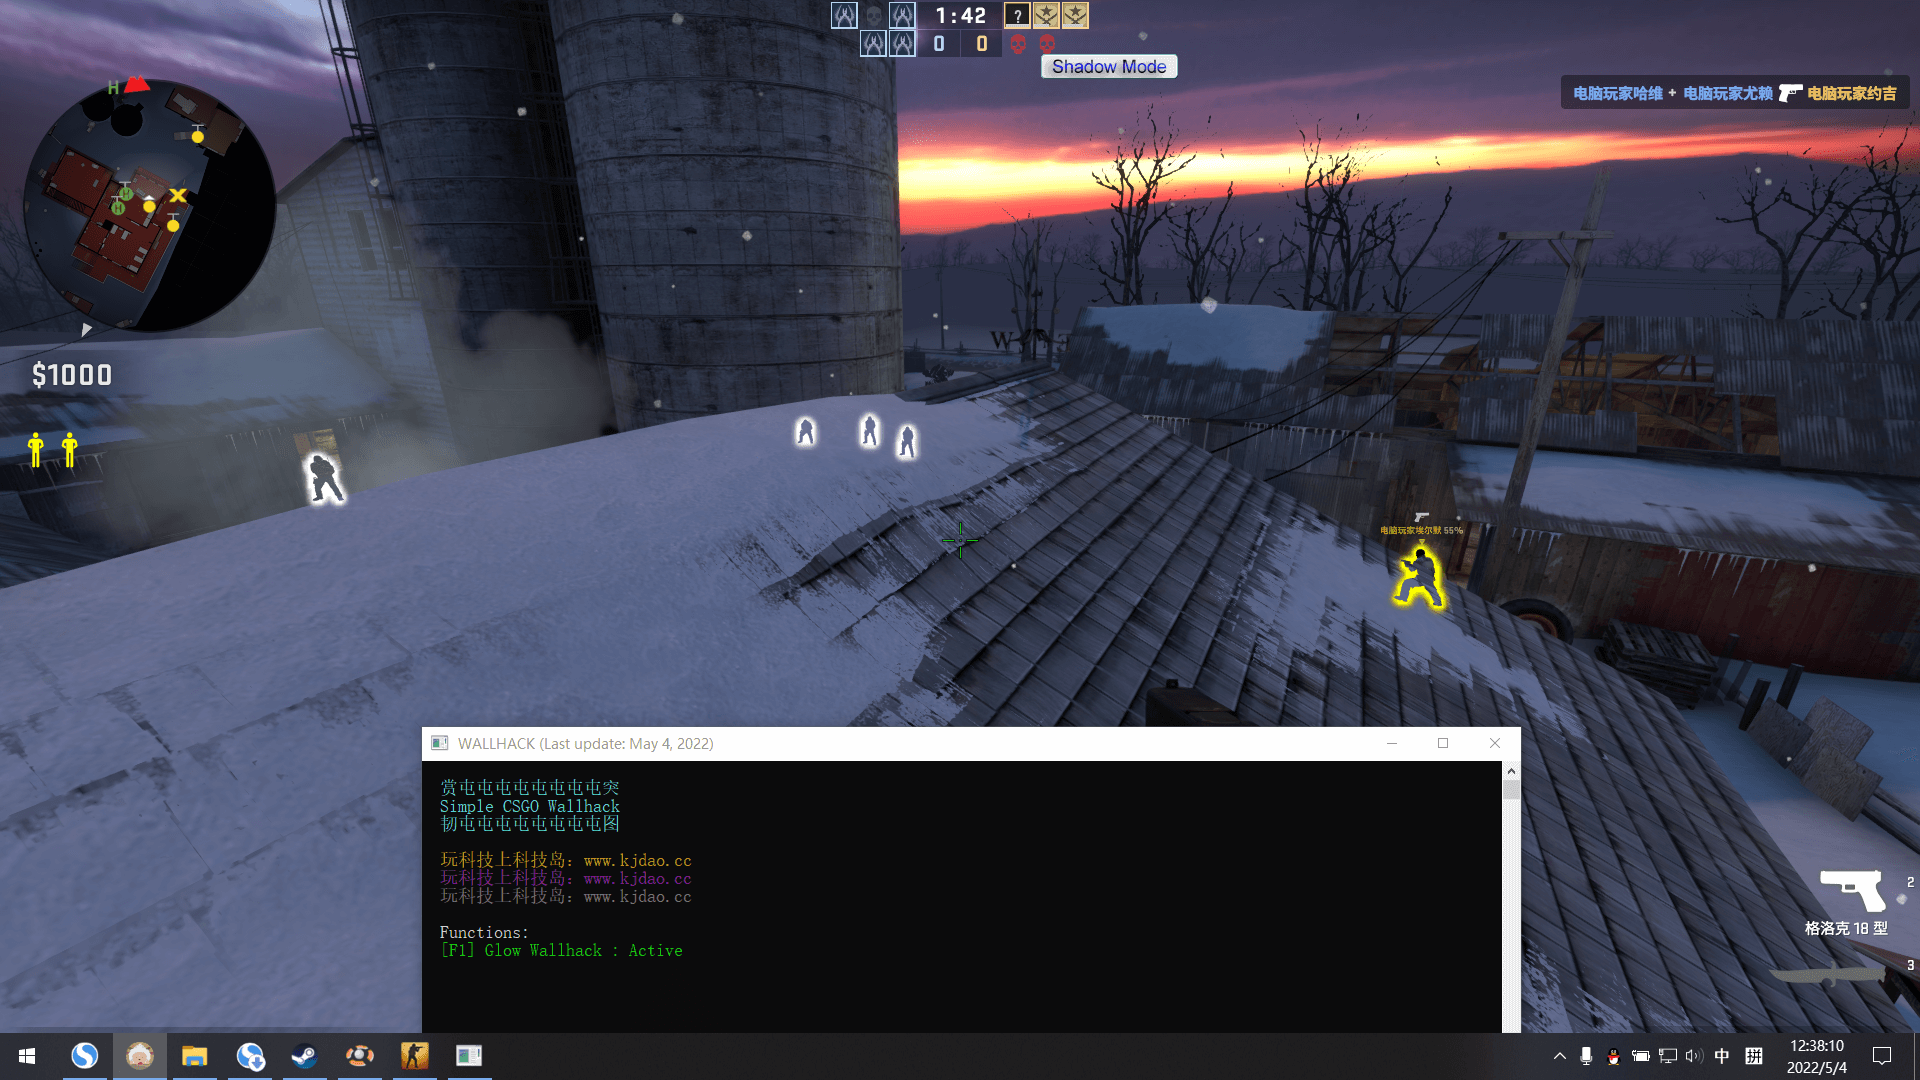 1:42
?
0 0
Shadow Mode
电脑玩家哈维 + 电脑玩家尤赖 电脑玩家约吉
H
H
H
$1000
电脑玩家埃尔默 55%
WALLHACK (Last update: May 4, 2022)
赏屯屯屯屯屯屯屯屯突
Simple CSGO Wallhack
韧屯屯屯屯屯屯屯屯图
玩科技上科技岛：www.kjdao.cc
玩科技上科技岛：www.kjdao.cc
玩科技上科技岛：www.kjdao.cc
Functions:
[F1] Glow Wallhack : Active
2
格洛克 18 型
3
中
拼
12:38:10
2022/5/4